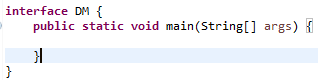 interface DM {
public static void main(String[] args) {
}
}